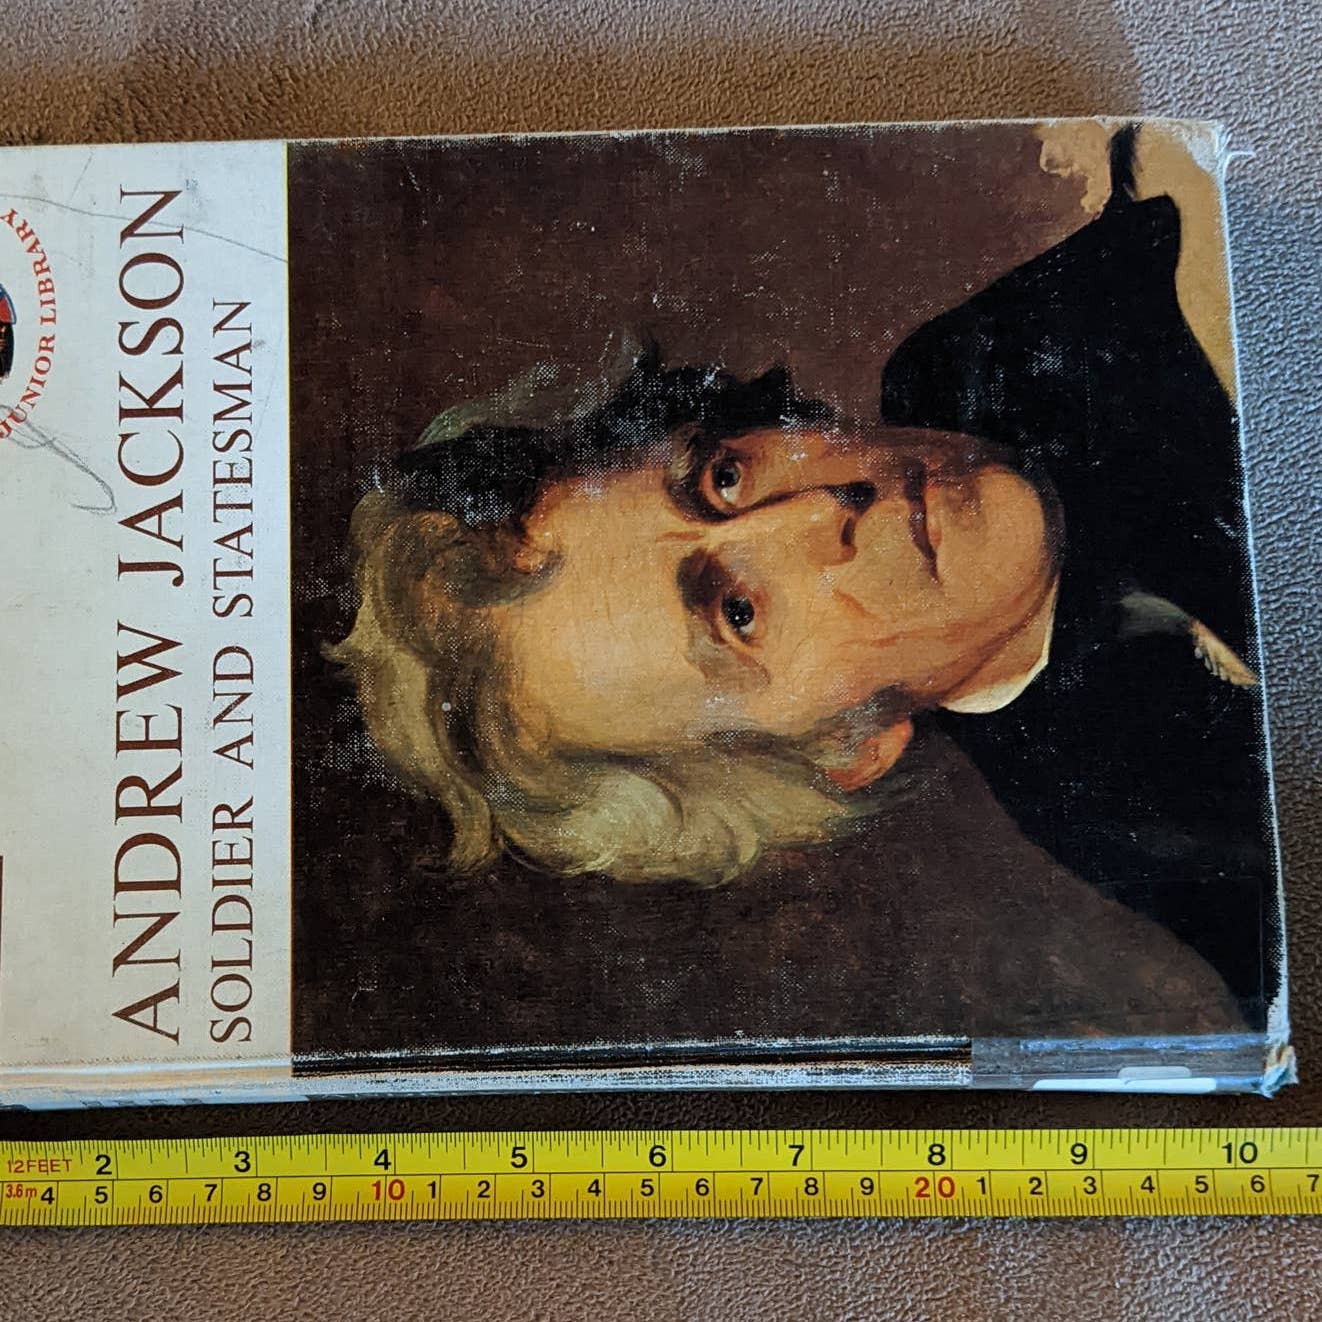 JUNIOR LIBRARY
ANDREW JACKSON
SOLDIER AND STATESMAN
12FEET 2 3 4 5 6 7 8 9 10
3.6m 4 5 6 7 8 9 10 1 2 3 4 5 6 7 8 9 20 1 2 3 4 5 6 7